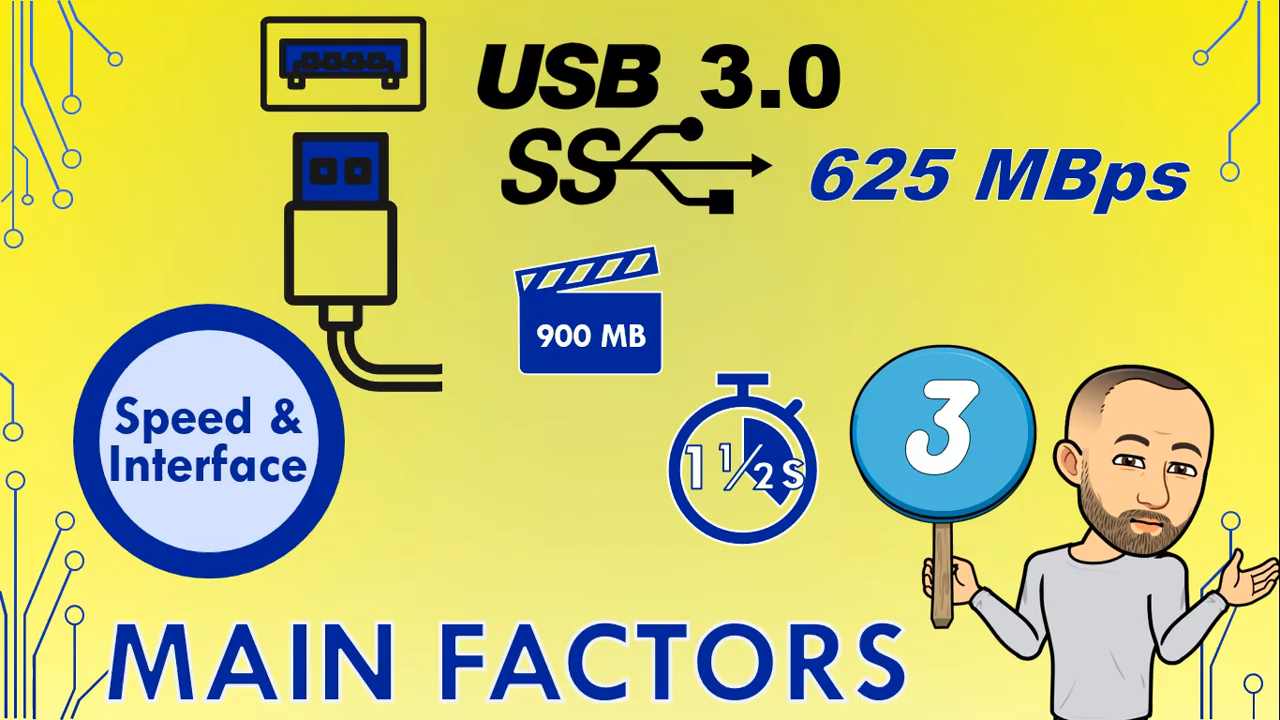 USB 3.0
SS
625 MBps
900 MB
Speed &
Interface
1 1/2 s
3
MAIN FACTORS